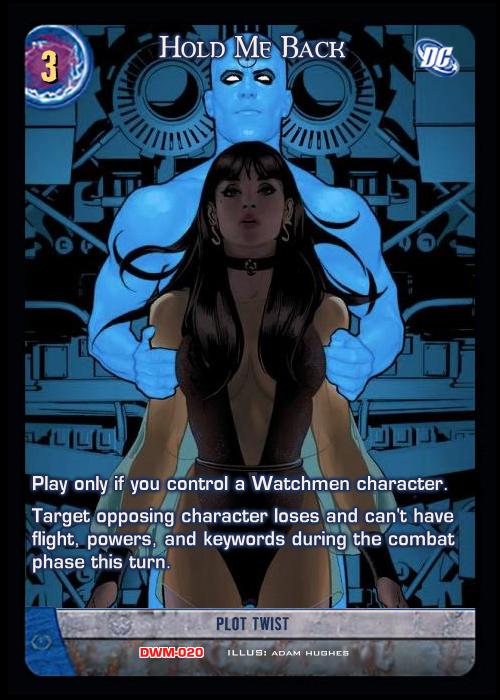 3
Hold Me Back
DC
Play only if you control a Watchmen character.
Target opposing character loses and can't have
flight, powers, and keywords during the combat
phase this turn.
PLOT TWIST
DWM-020 ILLUS: ADAM HUGHES